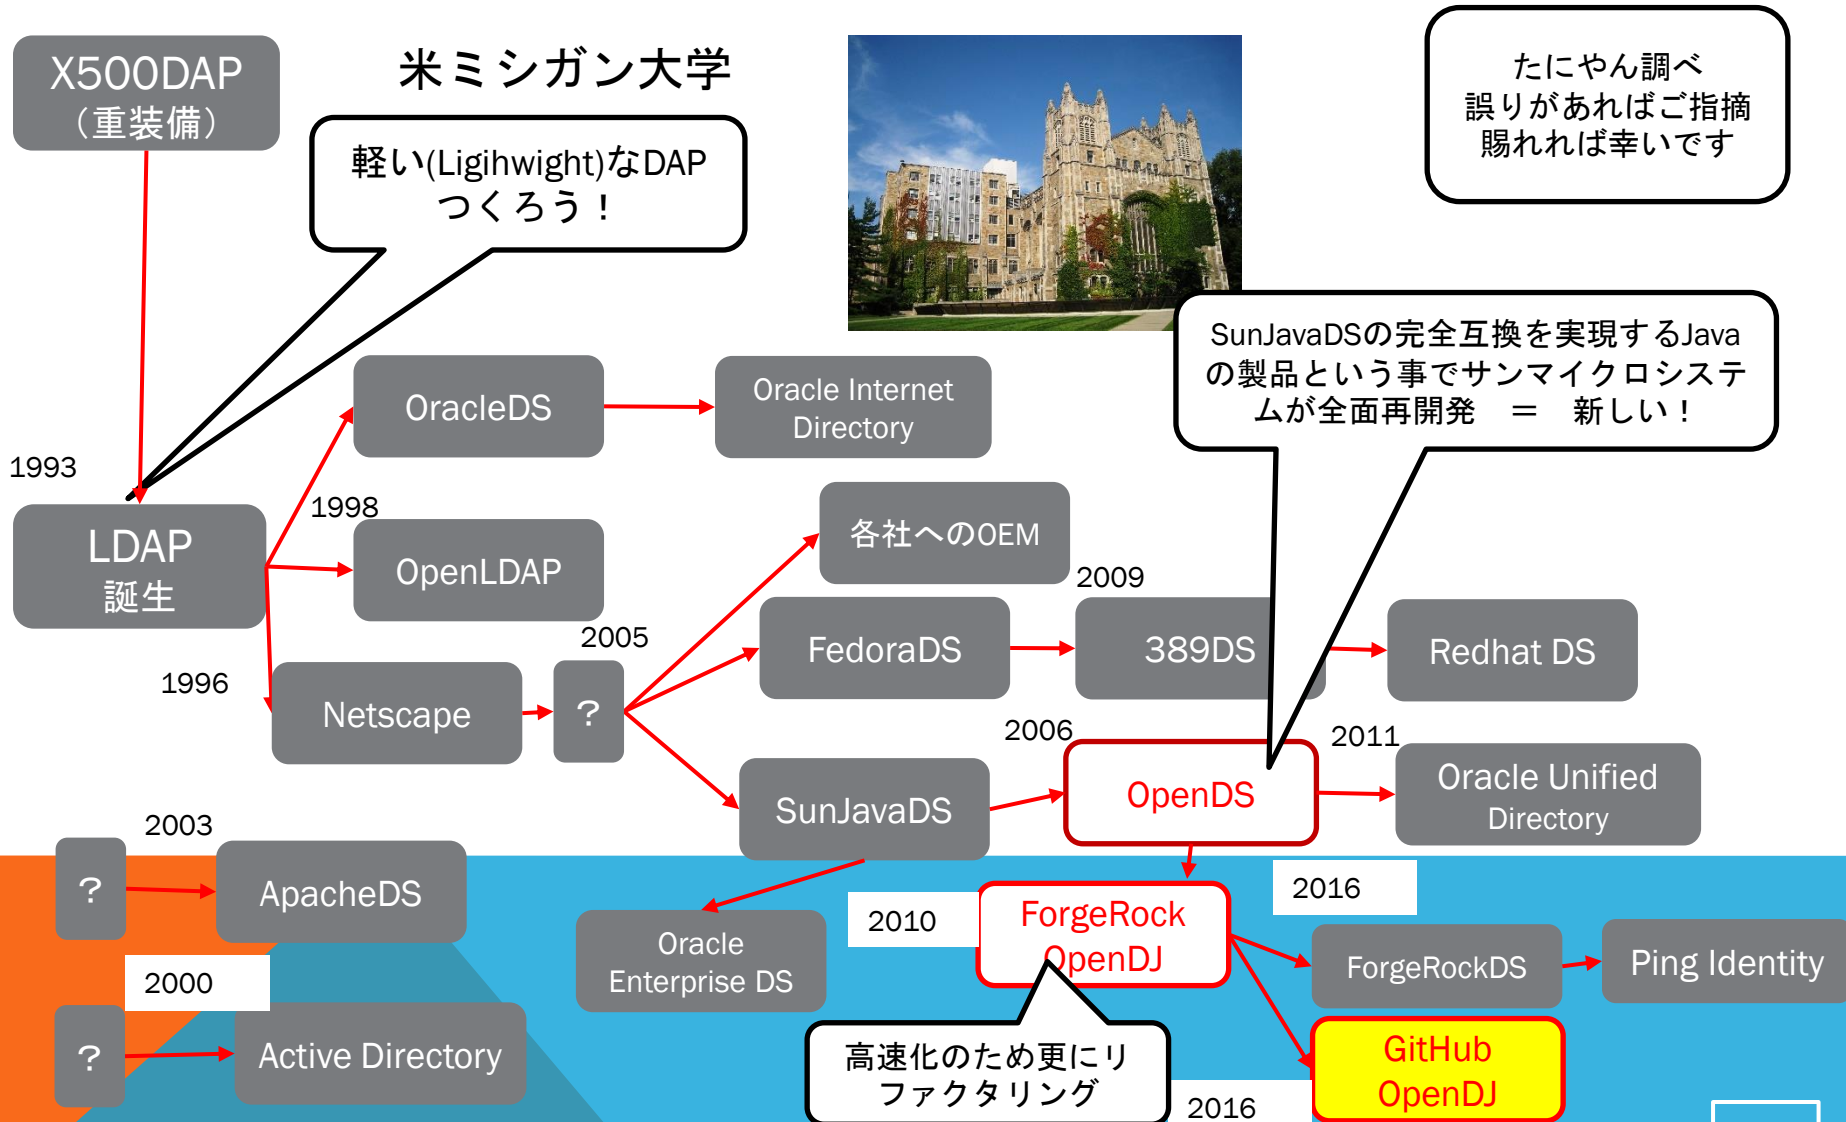 X500DAP
（重装備）
米ミシガン大学
たにやん調べ
誤りがあればご指摘
賜れれば幸いです
軽い(Ligihwight)なDAP
つくろう！
SunJavaDSの完全互換を実現するJava
の製品という事でサンマイクロシステ
ムが全面再開発　＝　新しい！
OracleDS
Oracle Internet
Directory
1993
LDAP
誕生
1998
OpenLDAP
各社へのOEM
2009
2005
FedoraDS
389DS
Redhat DS
1996
Netscape
?
2006
2011
SunJavaDS
OpenDS
Oracle Unified
Directory
2003
?
ApacheDS
2016
2010
ForgeRock
OpenDJ
Oracle
Enterprise DS
ForgeRockDS
Ping Identity
2000
?
Active Directory
高速化のため更にリ
ファクタリング
GitHub
OpenDJ
2016